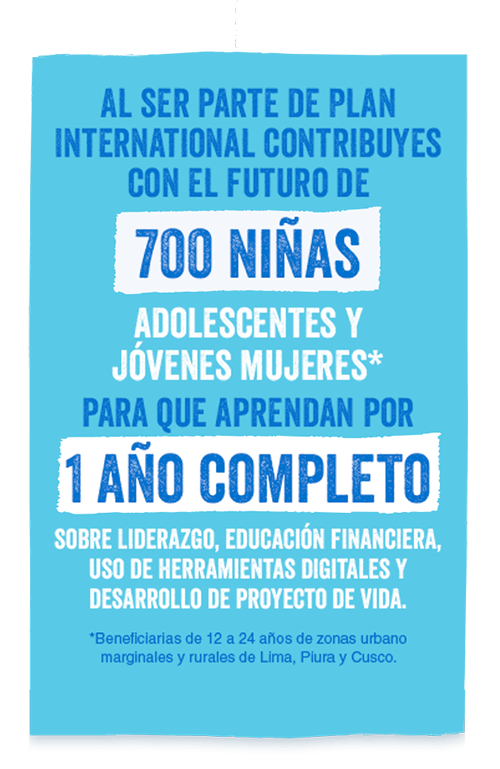 AL SER PARTE DE PLAN
INTERNATIONAL CONTRIBUYES
CON EL FUTURO DE
700 NIÑAS
ADOLESCENTES Y
JÓVENES MUJERES*
PARA QUE APRENDAN POR
1 AÑO COMPLETO
SOBRE LIDERAZGO, EDUCACIÓN FINANCIERA,
USO DE HERRAMIENTAS DIGITALES Y
DESARROLLO DE PROYECTO DE VIDA.
*Beneficiarias de 12 a 24 años de zonas urbano
marginales y rurales de Lima, Piura y Cusco.